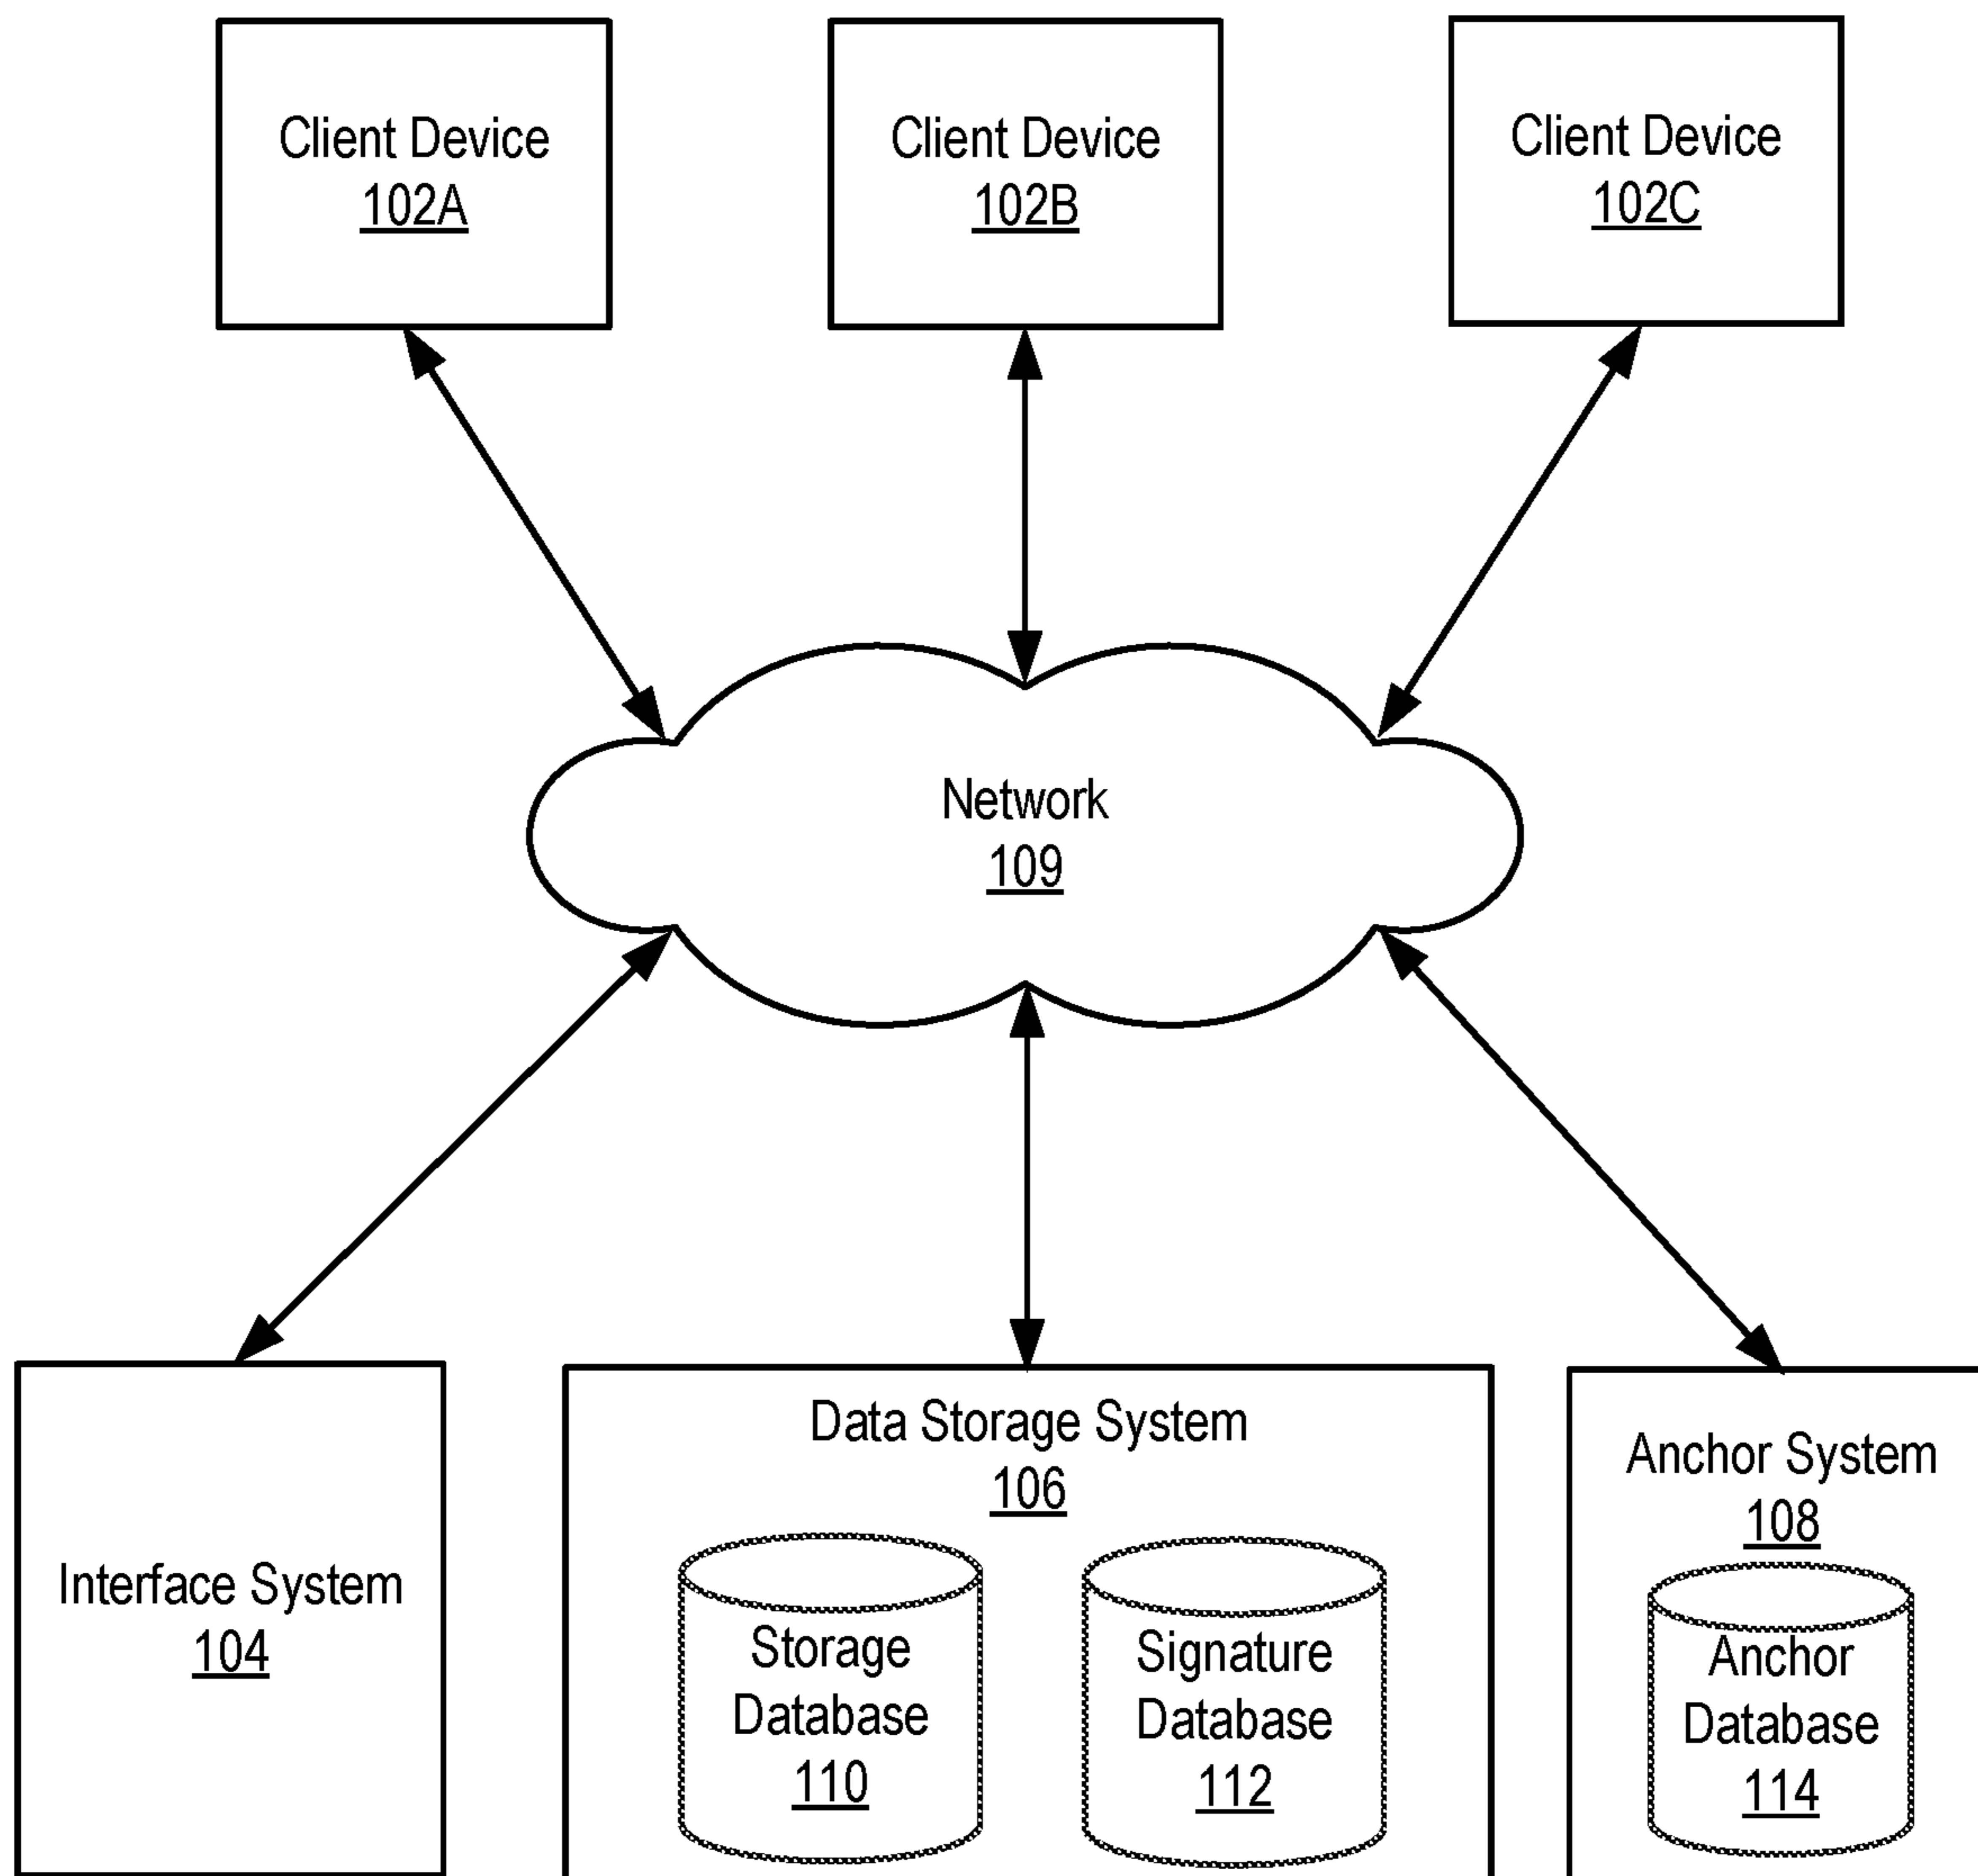 Client Device
102A
Client Device
102B
Client Device
102C
Network
109
Interface System
104
Data Storage System
106
Storage
Database
110
Signature
Database
112
Anchor System
108
Anchor
Database
114